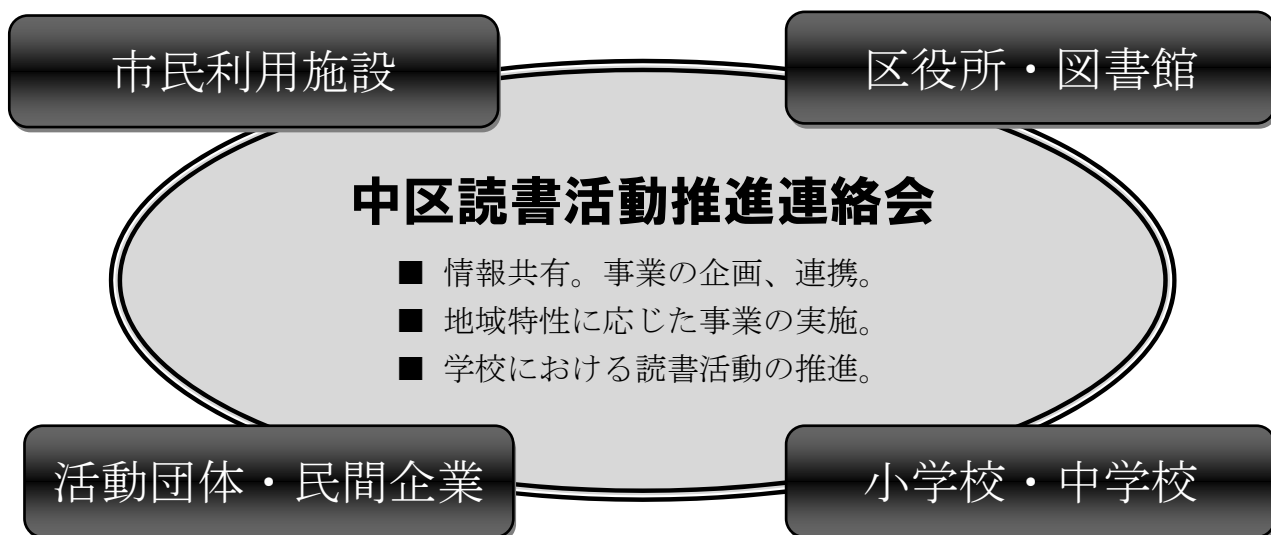 市民利用施設
区役所・図書館
中区読書活動推進連絡会
■ 情報共有。事業の企画、連携。
■ 地域特性に応じた事業の実施。
■ 学校における読書活動の推進。
活動団体・民間企業
小学校・中学校